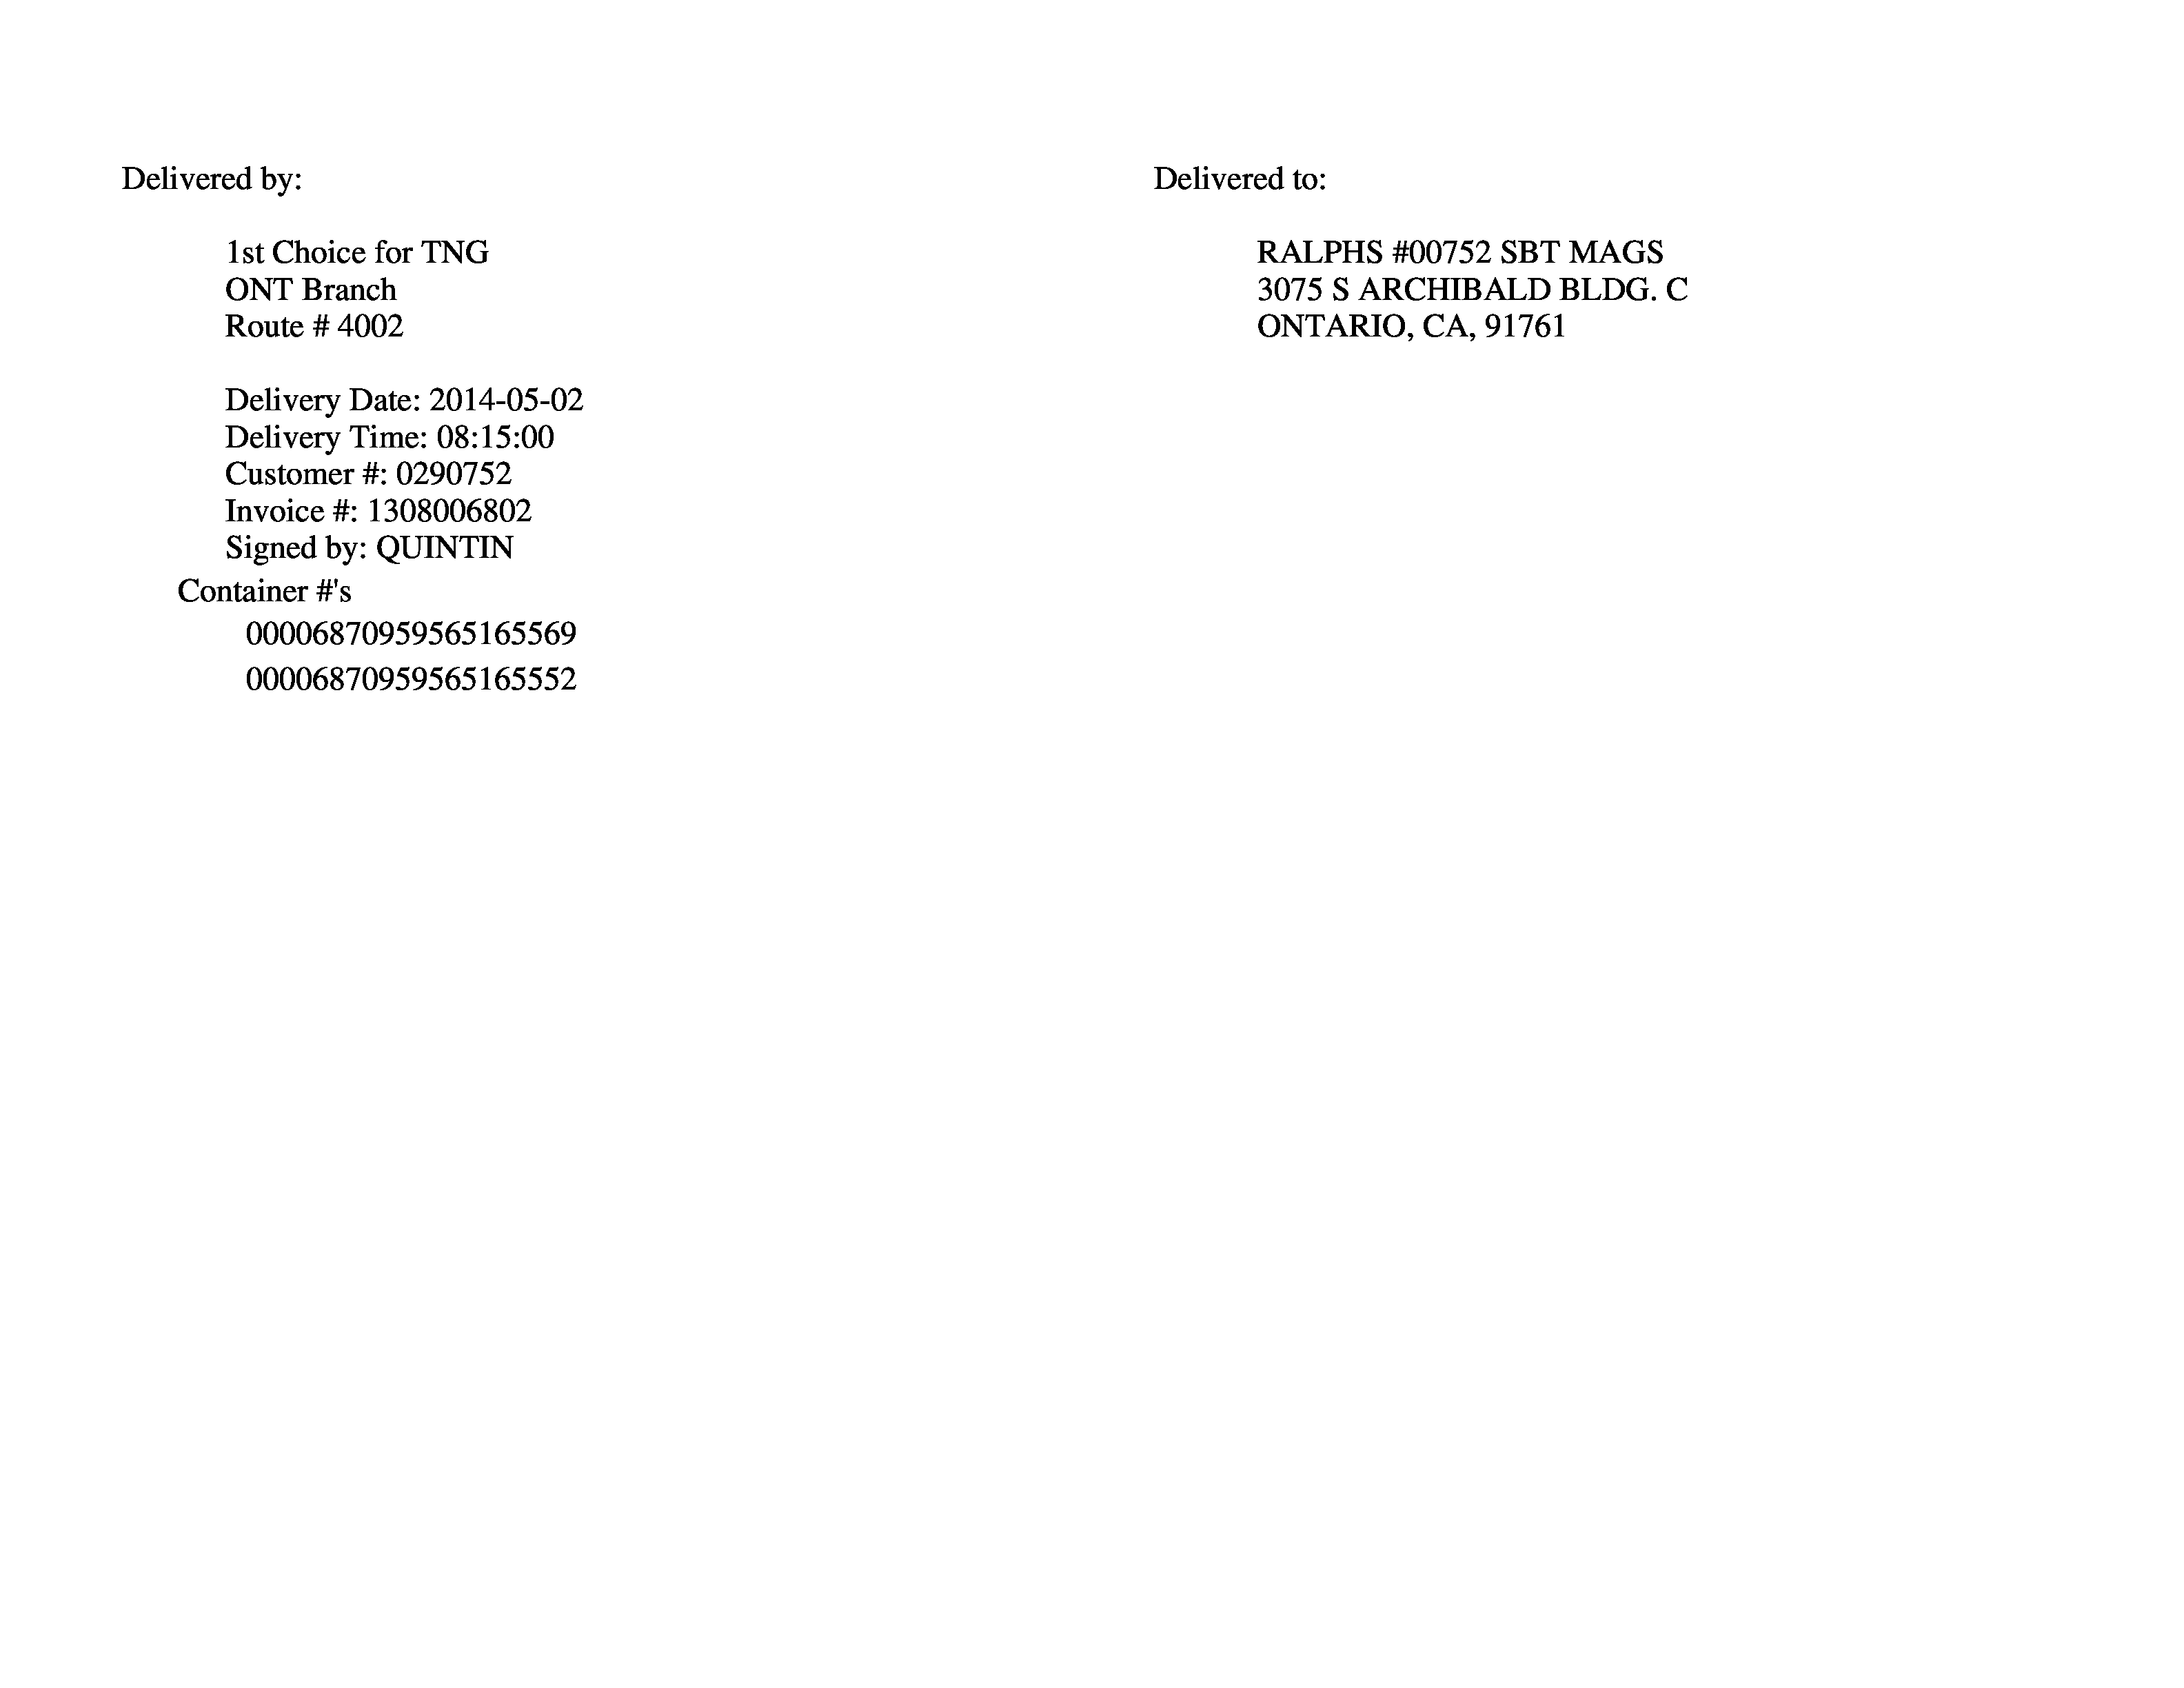 Delivered by:
1st Choice for TNG
ONT Branch
Route # 4002
Delivery Date: 2014-05-02
Delivery Time: 08:15:00
Customer #: 0290752
Invoice #: 1308006802
Signed by: QUINTIN
Container #'s
00006870959565165569
00006870959565165552
Delivered to:
RALPHS #00752 SBT MAGS
3075 S ARCHIBALD BLDG. C
ONTARIO, CA, 91761